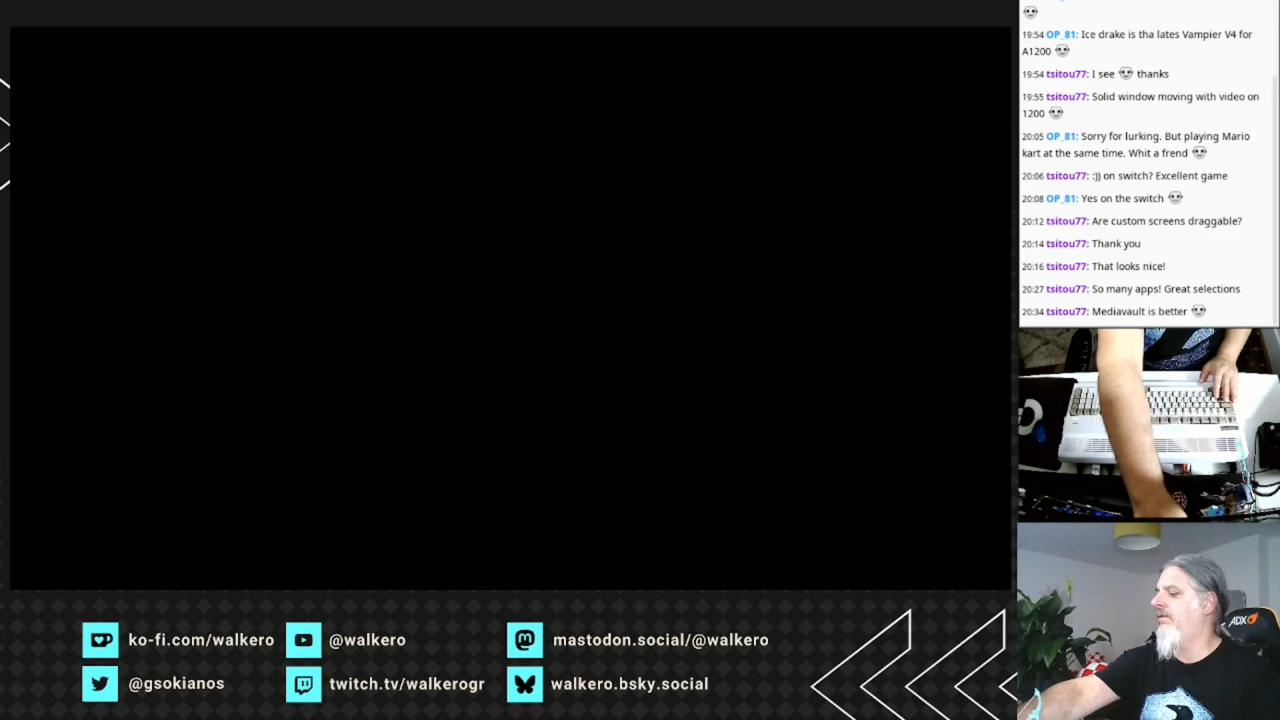 19:54 OP_81: Ice drake is tha lates Vampier V4 for
A1200
19:54 tsitou77: I see thanks
19:55 tsitou77: Solid window moving with video on
1200
20:05 OP_81: Sorry for lurking. But playing Mario
kart at the same time. Whit a frend
20:06 tsitou77: :)) on switch? Excellent game
20:08 OP_81: Yes on the switch
20:12 tsitou77: Are custom screens draggable?
20:14 tsitou77: Thank you
20:16 tsitou77: That looks nice!
20:27 tsitou77: So many apps! Great selections
20:34 tsitou77: Mediavault is better
ADX
ko-fi.com/walkero
@walkero
mastodon.social/@walkero
@gsokianos
twitch.tv/walkerogr
walkero.bsky.social